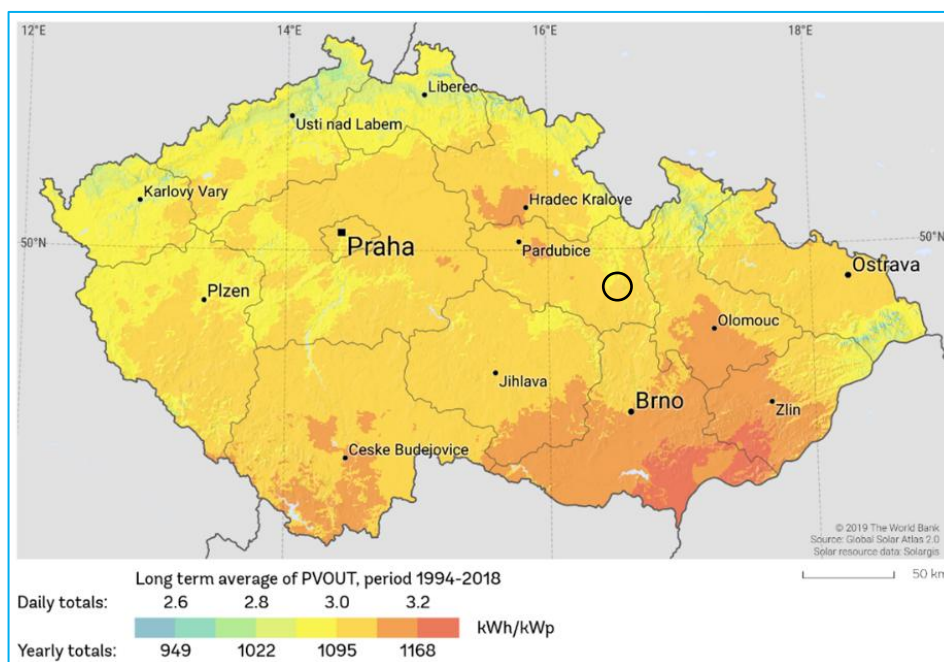 12°E 14°E 16°E 18°E
Liberec
Usti nad Labem
Karlovy Vary
Hradec Kralove
50°N 50°N
Praha
Pardubice
Ostrava
Plzen
Olomouc
Jihlava
Brno
Zlin
Ceske Budejovice
© 2019 The World Bank
Source: Global Solar Atlas 2.0
Solar resource data: Solargis
50 km
Long term average of PVOUT, period 1994-2018
Daily totals: 2.6 2.8 3.0 3.2
kWh/kWp
Yearly totals: 949 1022 1095 1168